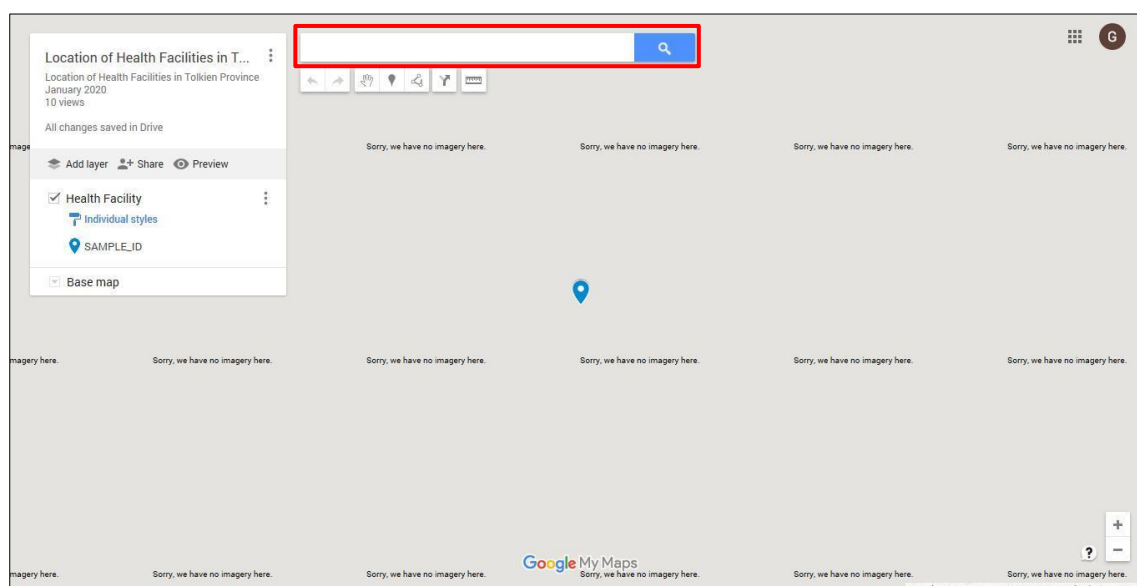 Location of Health Facilities in T...
Location of Health Facilities in Tolkien Province
January 2020
10 views
All changes saved in Drive
Add layer Share Preview
Health Facility
Individual styles
SAMPLE_ID
Base map
G
mage
Sorry, we have no imagery here. Sorry, we have no imagery here. Sorry, we have no imagery here. Sorry, we have no imagery here.
magery here. Sorry, we have no imagery here. Sorry, we have no imagery here. Sorry, we have no imagery here. Sorry, we have no imagery here. Sorry, we have no imagery here.
+
?
−
Google My Maps
magery here. Sorry, we have no imagery here. Sorry, we have no imagery here. Sorry, we have no imagery here. Sorry, we have no imagery here. Sorry, we have no imagery here.